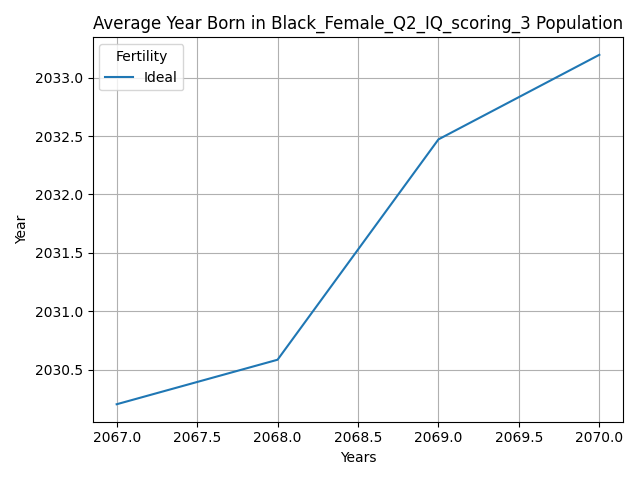 Average Year Born in Black_Female_Q2_IQ_scoring_3 Population
Fertility
Ideal
2033.0
2032.5
2032.0
2031.5
2031.0
2030.5
Year
2067.0 2067.5 2068.0 2068.5 2069.0 2069.5 2070.0
Years